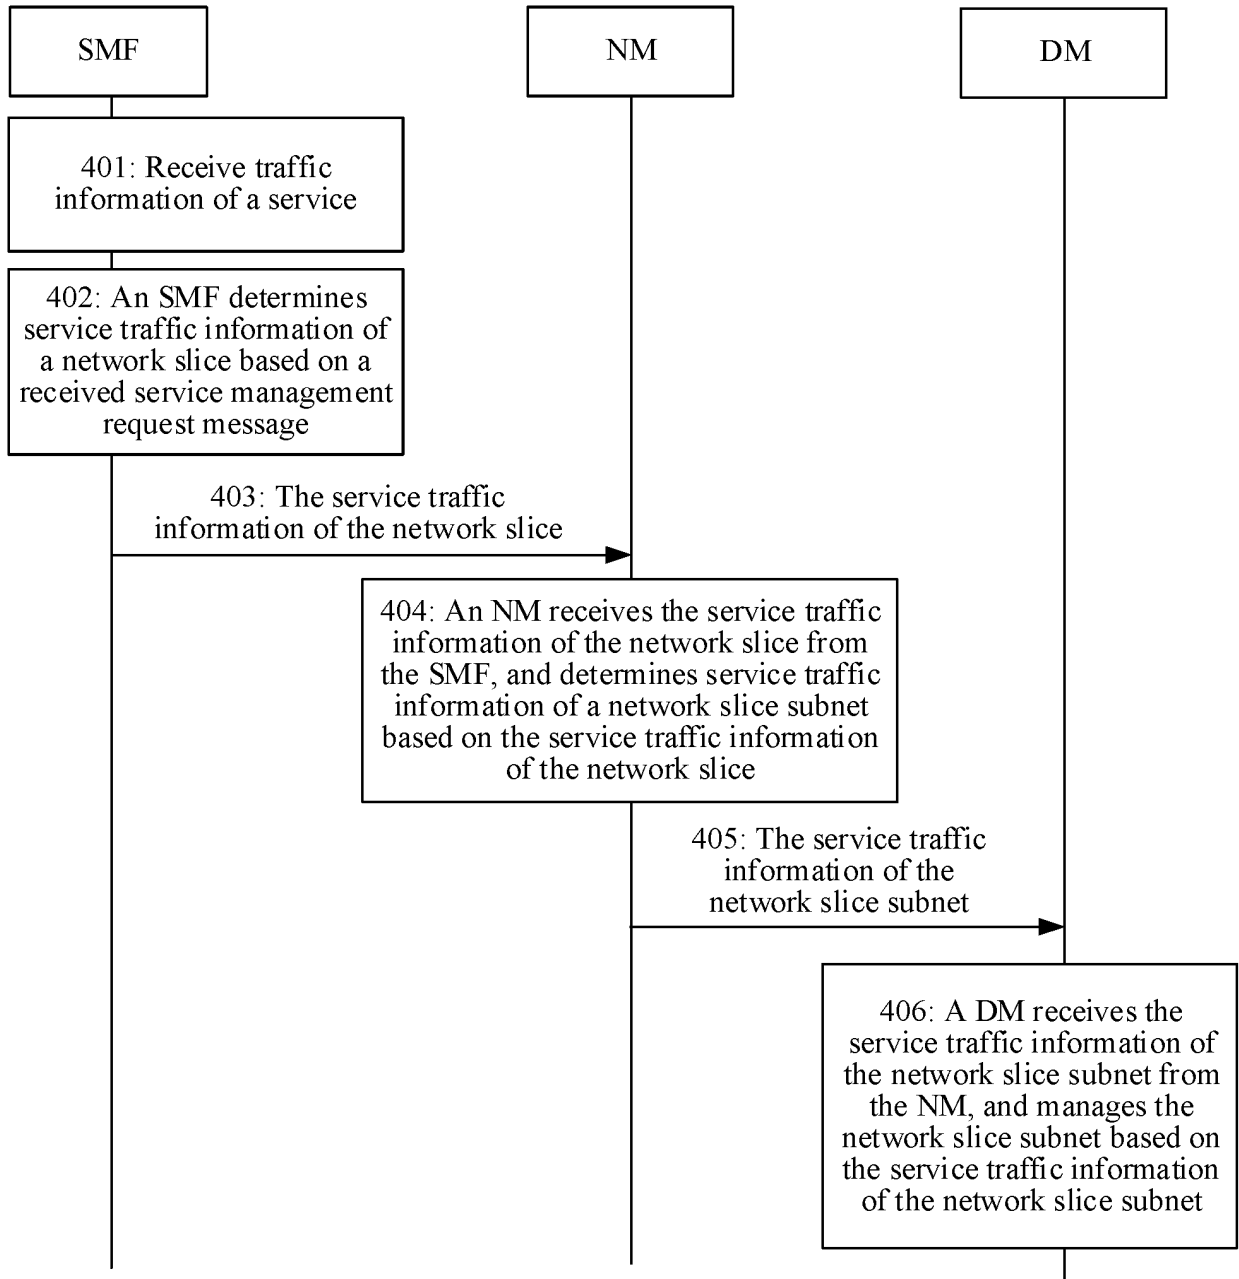 SMF
NM
DM
401: Receive traffic
information of a service
402: An SMF determines
service traffic information of
a network slice based on a
received service management
request message
403: The service traffic
information of the network slice
404: An NM receives the service traffic
information of the network slice from
the SMF, and determines service traffic
information of a network slice subnet
based on the service traffic information
of the network slice
405: The service traffic
information of the
network slice subnet
406: A DM receives the
service traffic information of
the network slice subnet from
the NM, and manages the
network slice subnet based on
the service traffic information
of the network slice subnet